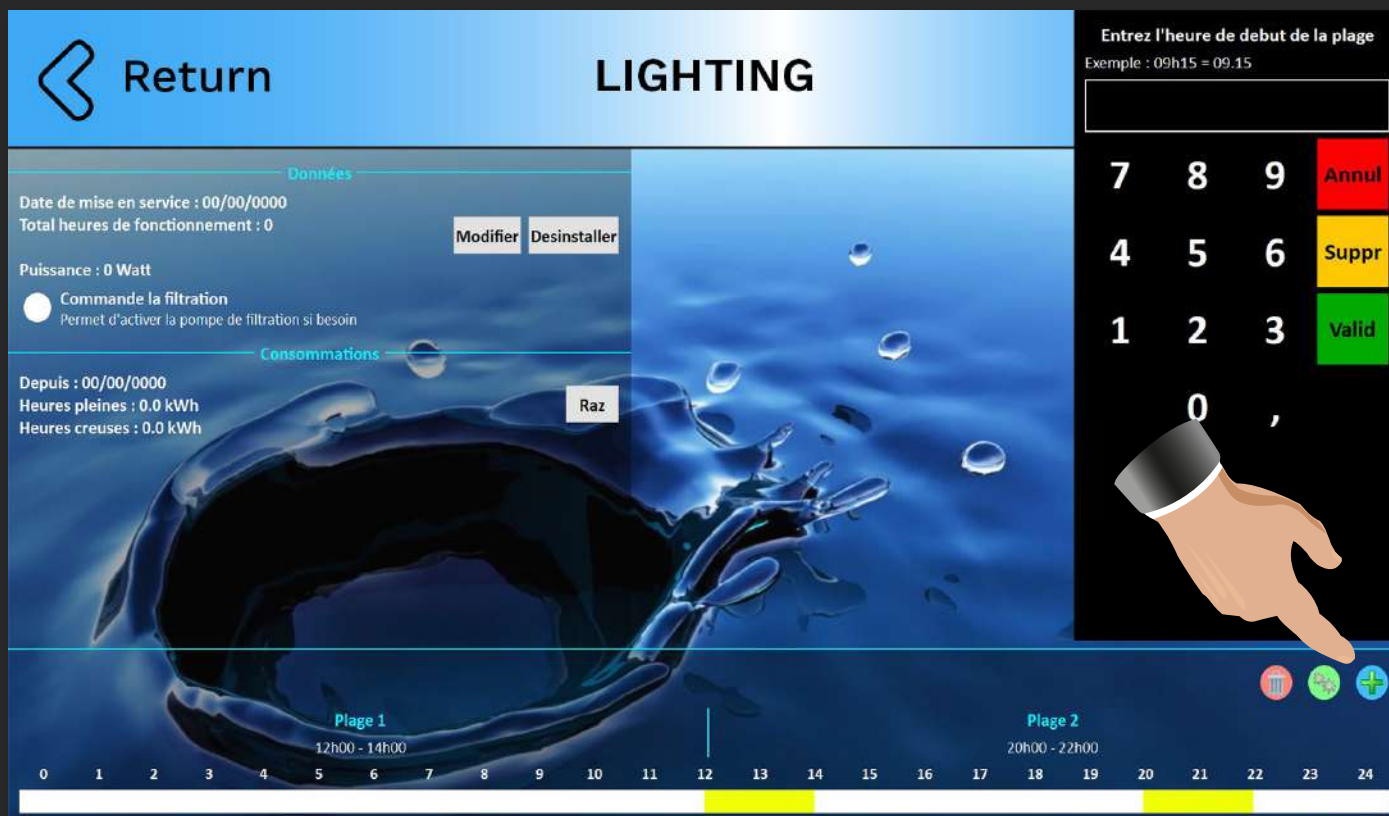 Return
LIGHTING
Entrez l'heure de debut de la plage
Exemple : 09h15 = 09.15
7 8 9 Annul
4 5 6 Suppr
1 2 3 Valid
0 ,
Données
Date de mise en service : 00/00/0000
Total heures de fonctionnement : 0
Modifier Desinstaller
Puissance : 0 Watt
Commande la filtration
Permet d'activer la pompe de filtration si besoin
Consommations
Depuis : 00/00/0000
Heures pleines : 0.0 kWh
Heures creuses : 0.0 kWh
Raz
Plage 1
12h00 - 14h00
Plage 2
20h00 - 22h00
0 1 2 3 4 5 6 7 8 9 10 11 12 13 14 15 16 17 18 19 20 21 22 23 24